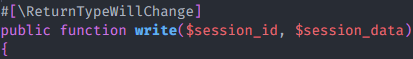 #[\ReturnTypeWillChange]
public function write($session_id, $session_data)
{